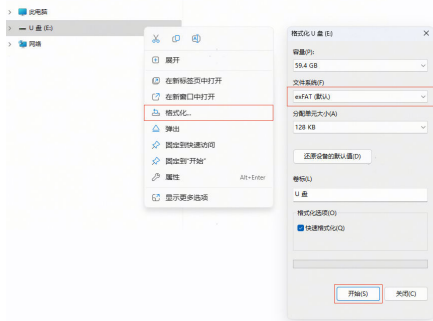 此电脑
U 盘 (E:)
网络
展开
在新标签页中打开
在新窗口中打开
格式化...
弹出
固定到快速访问
固定到"开始"
属性 Alt+Enter
显示更多选项
格式化 U 盘 (E:)
容量(P):
59.4 GB
文件系统(F)
exFAT (默认)
分配单元大小(A)
128 KB
还原设备的默认值(D)
卷标(L)
U 盘
格式化选项(O)
快速格式化(Q)
开始(S)
关闭(C)